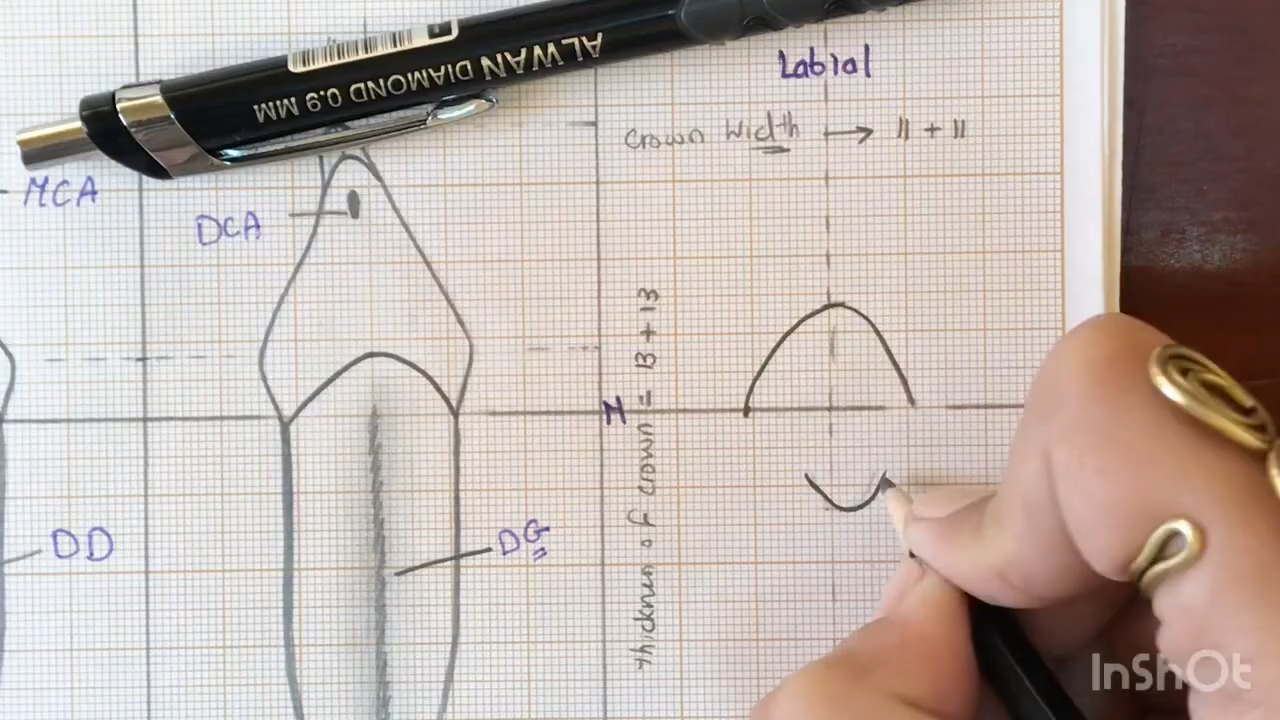 ALWAN DIAMOND 0.9 MM
Labial
Crown Width → 11 + 11
MCA
DCA
thicknes of crown = 13 + 13
M
DD
DG
InShOt